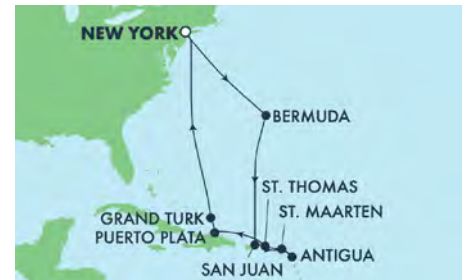 NEW YORK
BERMUDA
ST. THOMAS
ST. MAARTEN
GRAND TURK
PUERTO PLATA
ANTIGUA
SAN JUAN